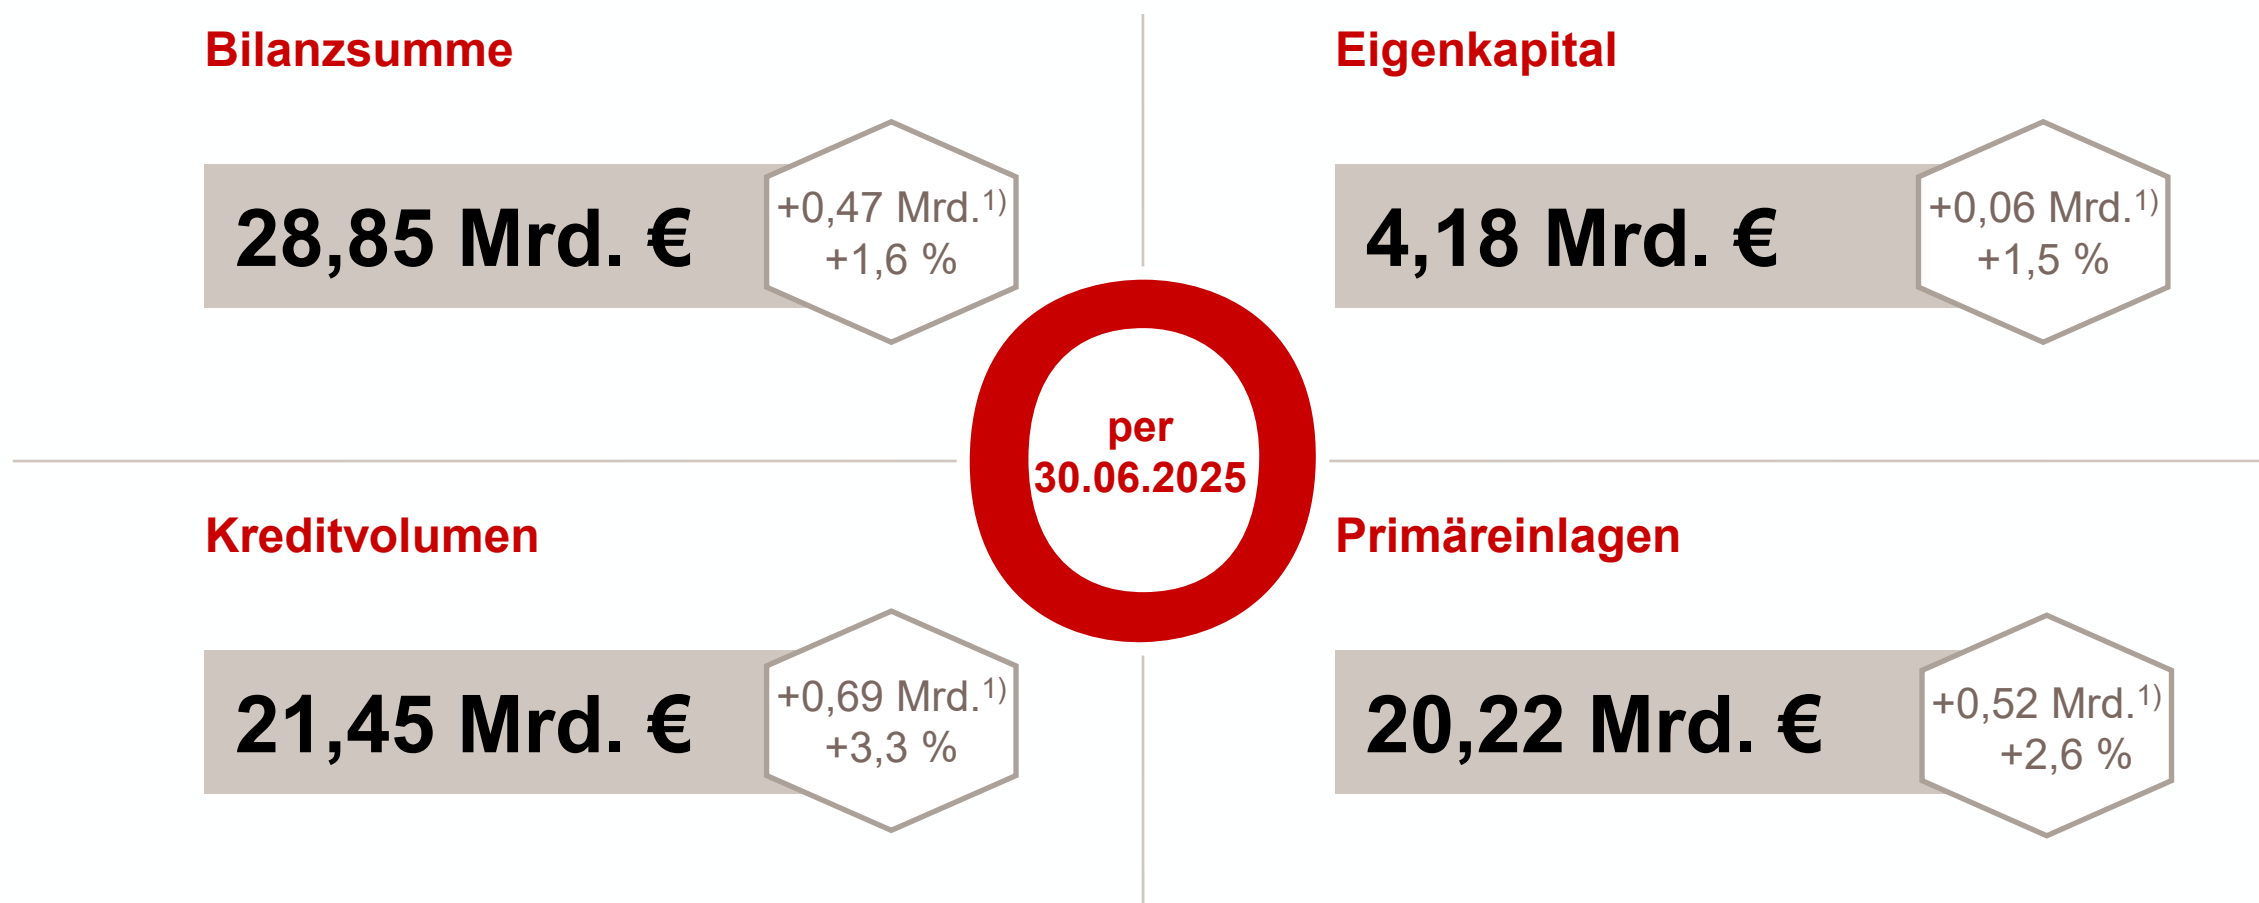 Bilanzsumme
28,85 Mrd. €
+0,47 Mrd.1)
+1,6 %
Eigenkapital
4,18 Mrd. €
+0,06 Mrd.1)
+1,5 %
per
30.06.2025
Kreditvolumen
21,45 Mrd. €
+0,69 Mrd.1)
+3,3 %
Primäreinlagen
20,22 Mrd. €
+0,52 Mrd.1)
+2,6 %